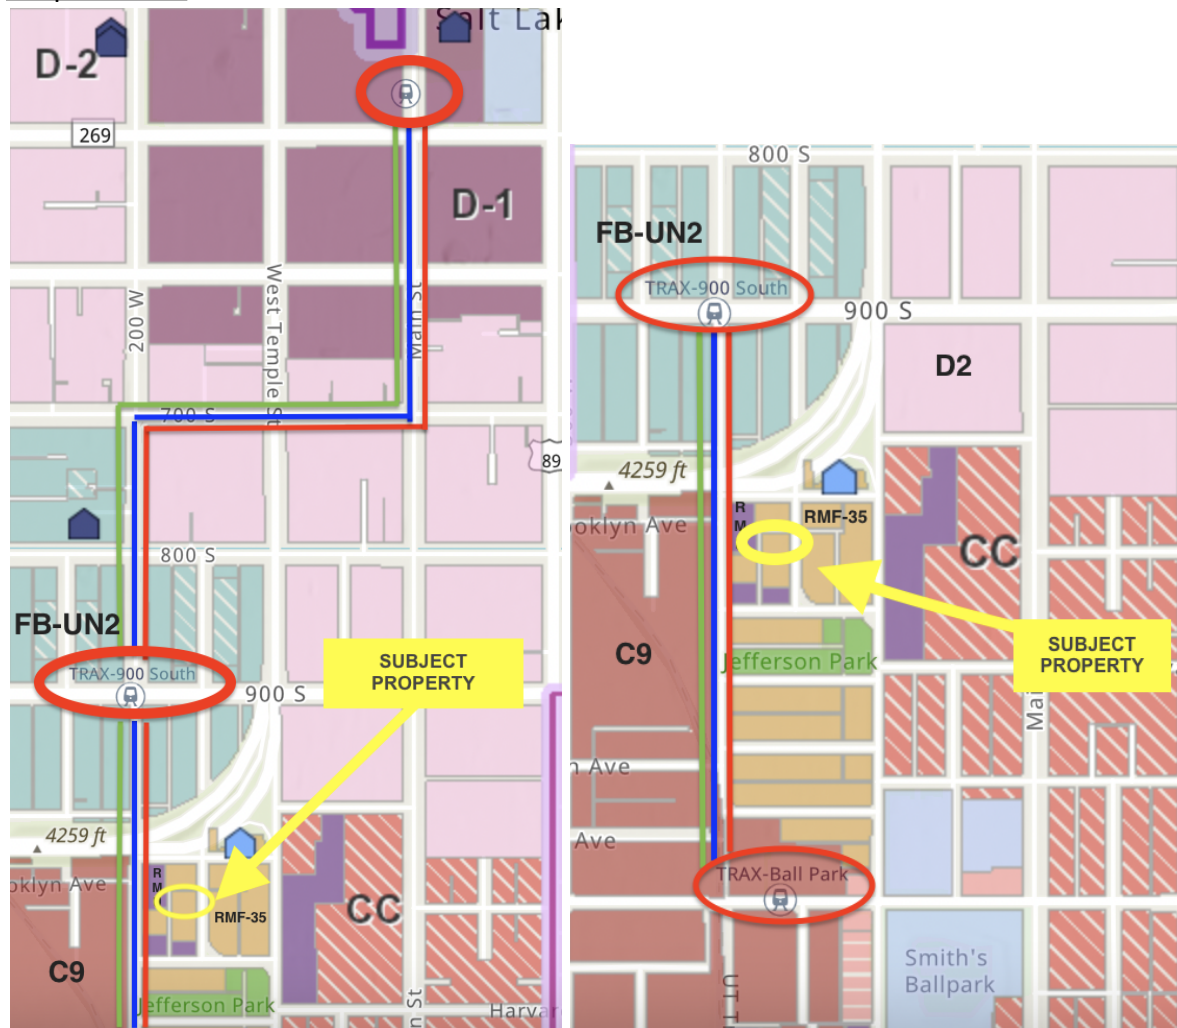 Salt Lak
D-2
269
D-1
West Temple St
200 W
Main St
700 S
89
800 S
FB-UN2
TRAX-900 South
900 S
SUBJECT
PROPERTY
4259 ft
oklyn Ave
R
M
RMF-35
CC
C9
Jefferson Park
n St
Harvar
800 S
FB-UN2
TRAX-900 South
900 S
D2
4259 ft
R
M
RMF-35
ooklyn Ave
CC
C9
SUBJECT
PROPERTY
Jefferson Park
Mai
n Ave
Ave
TRAX-Ball Park
Smith's
Ballpark